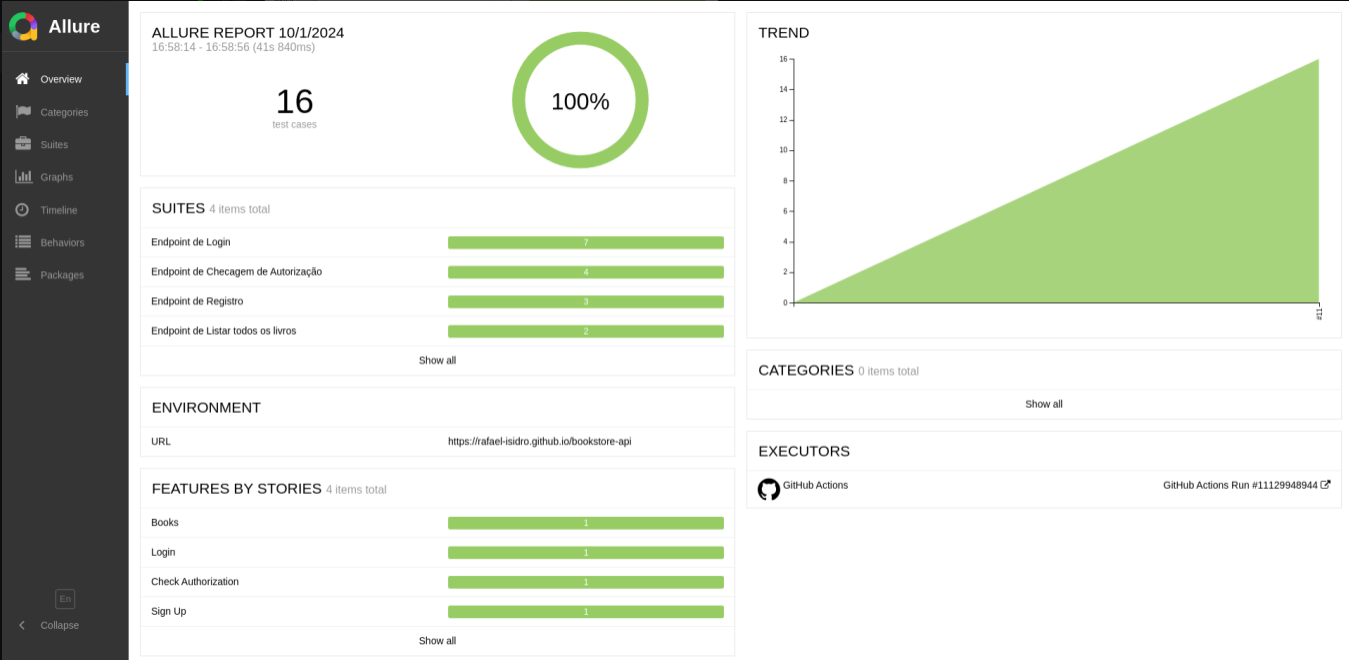 Allure
Overview
Categories
Suites
Graphs
Timeline
Behaviors
Packages
En
Collapse
ALLURE REPORT 10/1/2024
16:58:14 - 16:58:56 (41s 840ms)
16
test cases
100%
SUITES 4 items total
Endpoint de Login 7
Endpoint de Checagem de Autorização 4
Endpoint de Registro 3
Endpoint de Listar todos os livros 2
Show all
ENVIRONMENT
URL https://rafael-isidro.github.io/bookstore-api
FEATURES BY STORIES 4 items total
Books 1
Login 1
Check Authorization 1
Sign Up 1
Show all
TREND
16
14
12
10
8
6
4
2
0
#11
CATEGORIES 0 items total
Show all
EXECUTORS
GitHub Actions GitHub Actions Run #11129948944